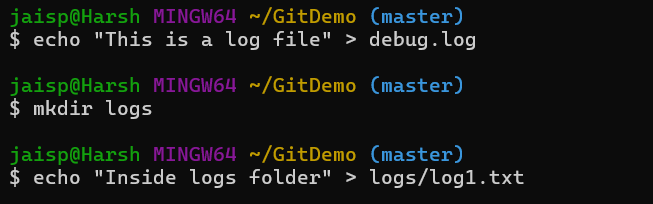 jaisp@Harsh MINGW64 ~/GitDemo (master)
$ echo "This is a log file" > debug.log
jaisp@Harsh MINGW64 ~/GitDemo (master)
$ mkdir logs
jaisp@Harsh MINGW64 ~/GitDemo (master)
$ echo "Inside logs folder" > logs/log1.txt